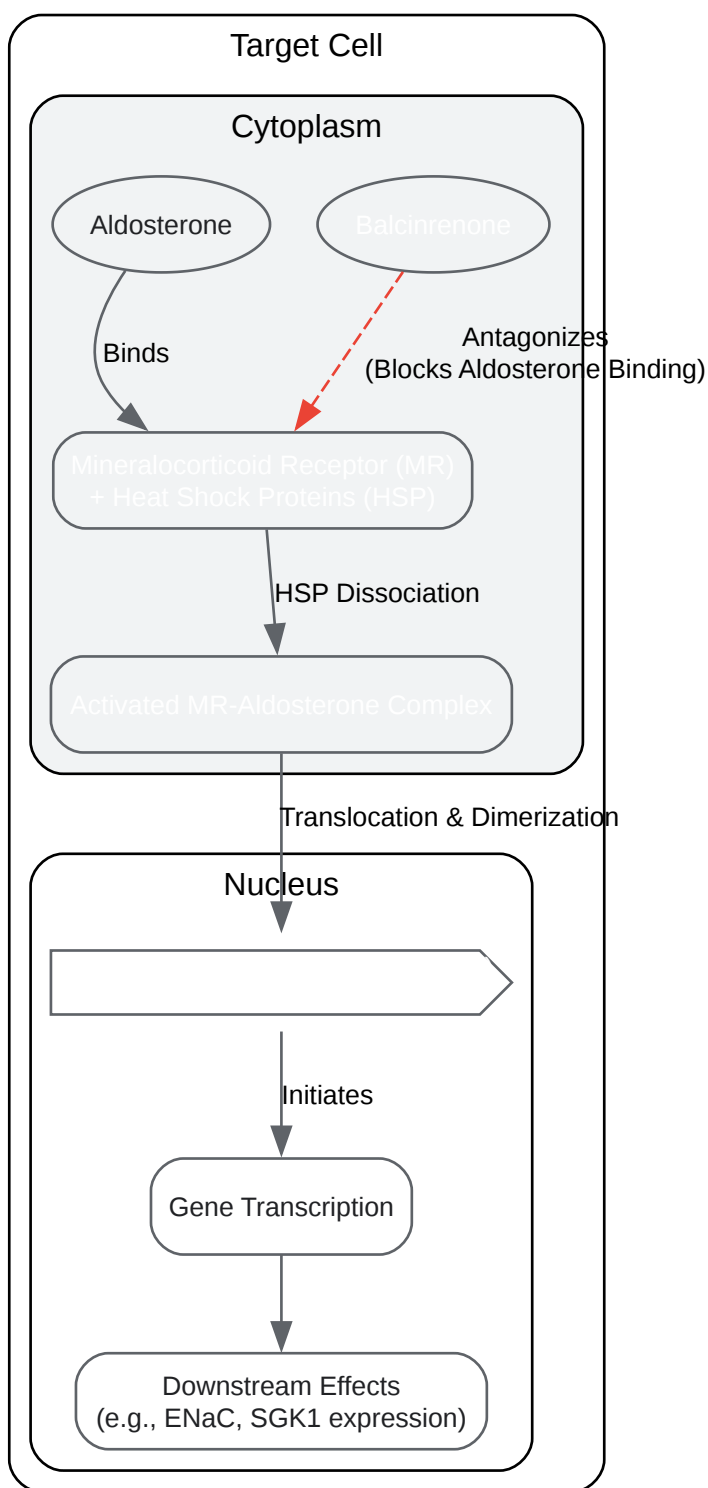 Target Cell
Cytoplasm
Aldosterone
Balcinrenone
Binds
Antagonizes
(Blocks Aldosterone Binding)
Mineralocorticoid Receptor (MR)
+ Heat Shock Proteins (HSP)
HSP Dissociation
Activated MR-Aldosterone Complex
Translocation & Dimerization
Nucleus
Initiates
Gene Transcription
Downstream Effects
(e.g., ENaC, SGK1 expression)